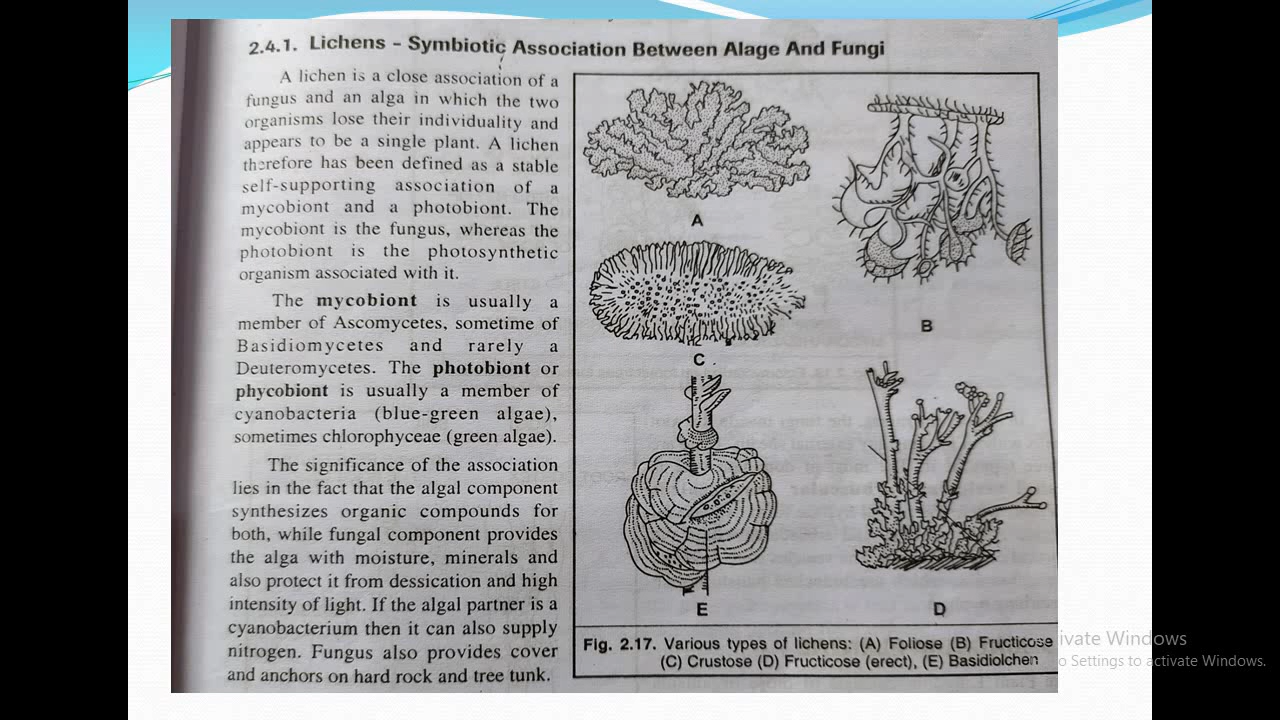 2.4.1. Lichens - Symbiotic Association Between Alage And Fungi
A lichen is a close association of a
fungus and an alga in which the two
organisms lose their individuality and
appears to be a single plant. A lichen
therefore has been defined as a stable
self-supporting association of a
mycobiont and a photobiont. The
mycobiont is the fungus, whereas the
photobiont is the photosynthetic
organism associated with it.
The mycobiont is usually a
member of Ascomycetes, sometime of
Basidiomycetes and rarely a
Deuteromycetes. The photobiont or
phycobiont is usually a member of
cyanobacteria (blue-green algae),
sometimes chlorophyceae (green algae).
The significance of the association
lies in the fact that the algal component
synthesizes organic compounds for
both, while fungal component provides
the alga with moisture, minerals and
also protect it from dessication and high
intensity of light. If the algal partner is a
cyanobacterium then it can also supply
nitrogen. Fungus also provides cover
and anchors on hard rock and tree tunk.
A
B
C
E
D
Fig. 2.17. Various types of lichens: (A) Foliose (B) Fructicose
(C) Crustose (D) Fructicose (erect), (E) Basidiolchen
ivate Windows
o Settings to activate Windows.